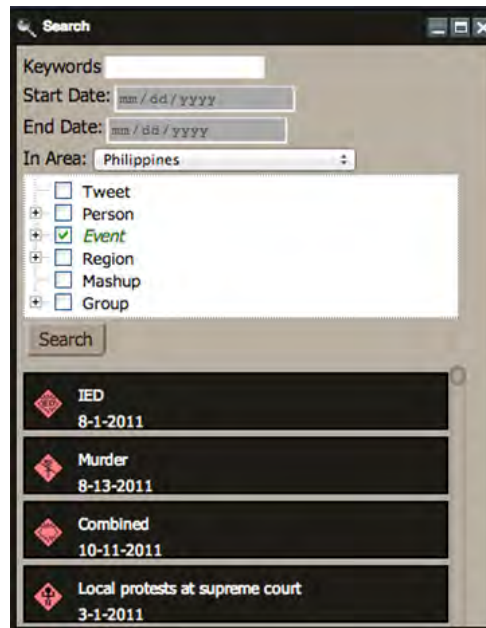 Search
Keywords
Start Date: mm/dd/yyyy
End Date: mm/dd/yyyy
In Area: Philippines
Tweet
Person
Event
Region
Mashup
Group
Search
IED
8-1-2011
Murder
8-13-2011
Combined
10-11-2011
Local protests at supreme court
3-1-2011